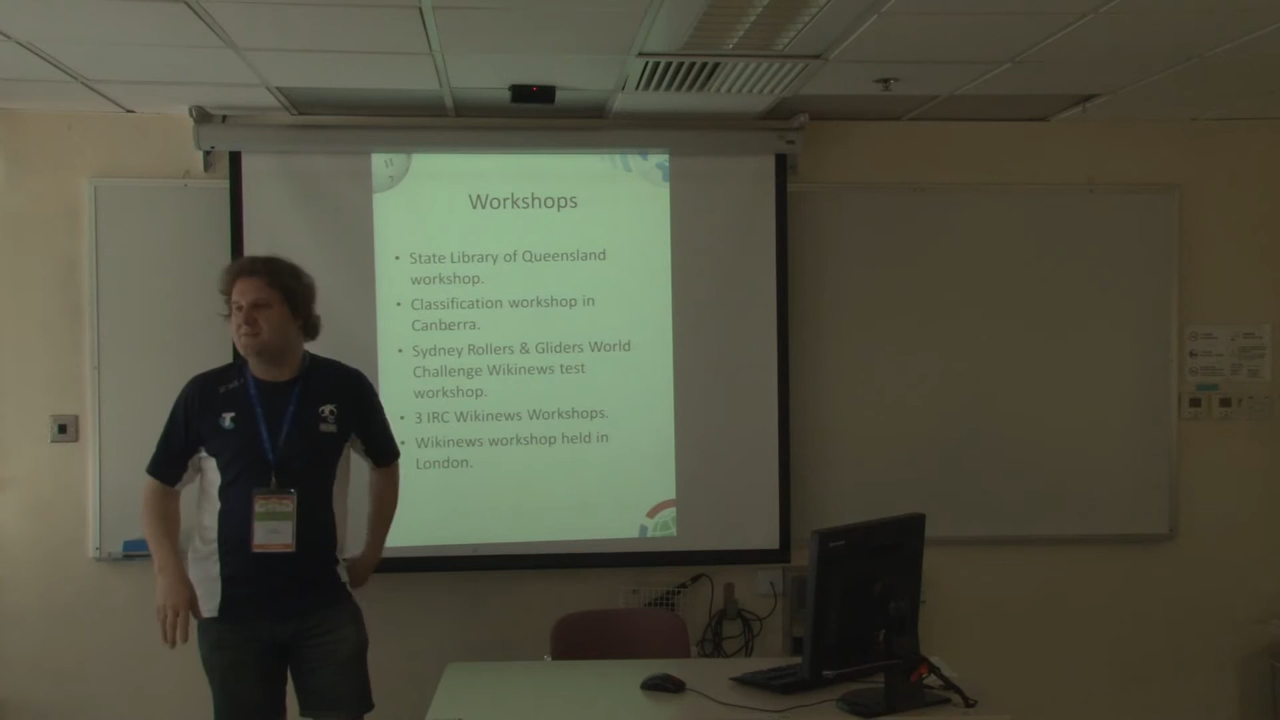 Workshops
• State Library of Queensland
workshop.
• Classification workshop in
Canberra.
• Sydney Rollers & Gliders World
Challenge Wikinews test
workshop.
• 3 IRC Wikinews Workshops.
• Wikinews workshop held in
London.